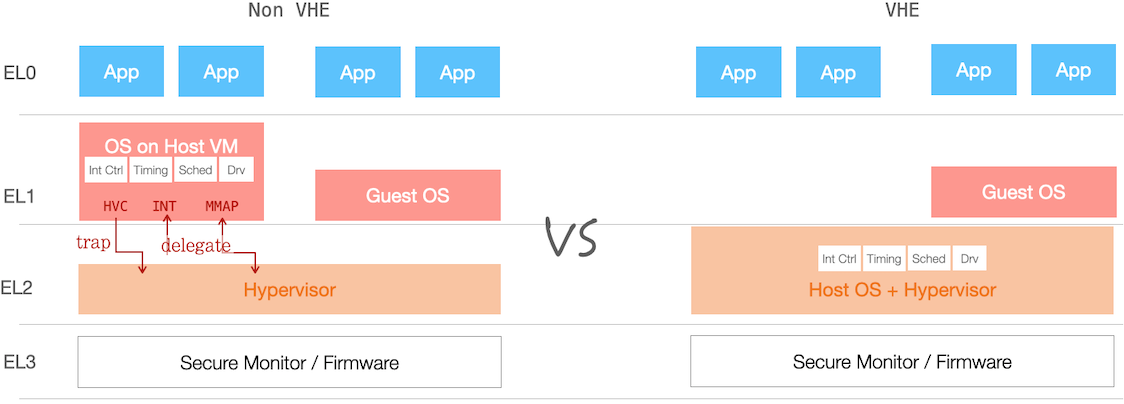 Non VHE
VHE
EL0
App
App
App
App
App
App
App
App
OS on Host VM
Int Ctrl
Timing
Sched
Drv
EL1
HVC
INT
MMAP
Guest OS
Guest OS
trap
delegate
VS
Int Ctrl
Timing
Sched
Drv
EL2
Hypervisor
Host OS + Hypervisor
EL3
Secure Monitor / Firmware
Secure Monitor / Firmware